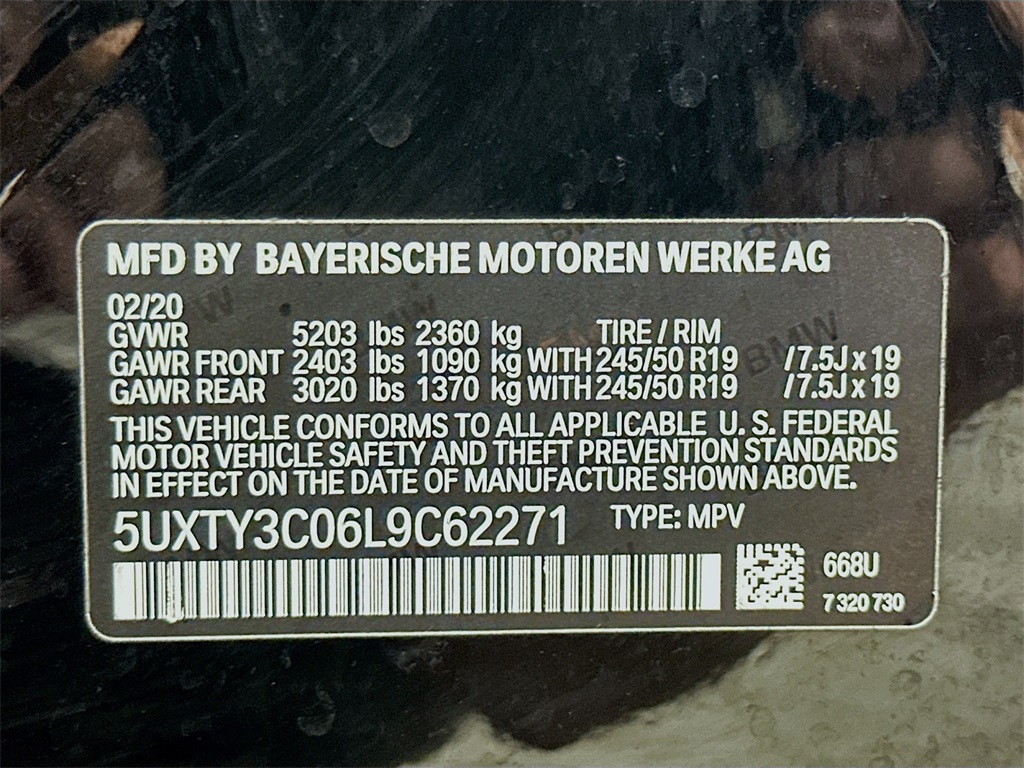 MFD BY BAYERISCHE MOTOREN WERKE AG
02/20
GVWR 5203 lbs 2360 kg TIRE / RIM
GAWR FRONT 2403 lbs 1090 kg WITH 245/50 R19 /7.5J x 19
GAWR REAR 3020 lbs 1370 kg WITH 245/50 R19 /7.5J x 19
THIS VEHICLE CONFORMS TO ALL APPLICABLE U. S. FEDERAL
MOTOR VEHICLE SAFETY AND THEFT PREVENTION STANDARDS
IN EFFECT ON THE DATE OF MANUFACTURE SHOWN ABOVE.
5UXTY3C06L9C62271 TYPE: MPV
668U
7 320 730